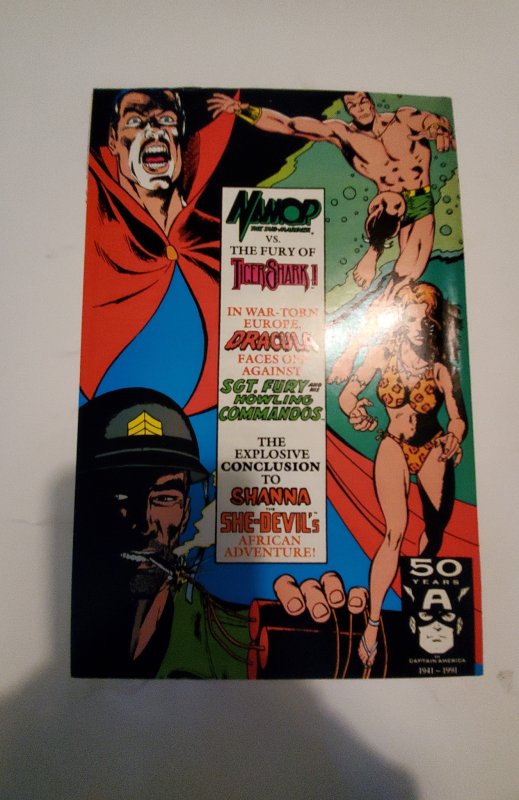 NAMOR
THE SUB-MARINER
VS.
THE FURY OF
TIGER SHARK!
IN WAR-TORN
EUROPE,
DRACULA
FACES OFF
AGAINST
SGT. FURY AND HIS
HOWLING
COMMANDOS.
THE
EXPLOSIVE
CONCLUSION
TO
SHANNA
THE
SHE-DEVIL's
AFRICAN
ADVENTURE!
50
YEARS
A
OF
CAPTAIN AMERICA
1941-1991